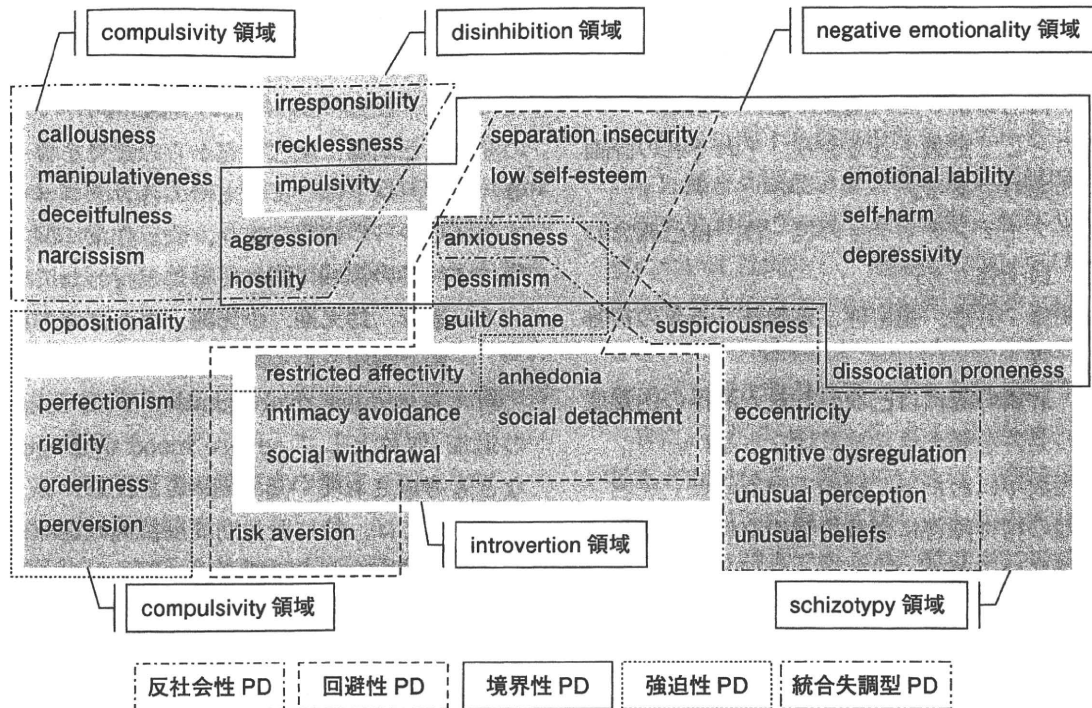 compulsivity 領域
disinhibition 領域
negative emotionality 領域
irresponsibility
recklessness
impulsivity
callousness
manipulativeness
deceitfulness
narcissism
aggression
hostility
oppositionality
separation insecurity
low self-esteem
anxiousness
pessimism
guilt/shame
emotional lability
self-harm
depressivity
suspiciousness
dissociation proneness
restricted affectivity
intimacy avoidance
social withdrawal
anhedonia
social detachment
perfectionism
rigidity
orderliness
perversion
risk aversion
eccentricity
cognitive dysregulation
unusual perception
unusual beliefs
introvertion 領域
compulsivity 領域
schizotypy 領域
反社会性 PD
回避性 PD
境界性 PD
強迫性 PD
統合失調型 PD